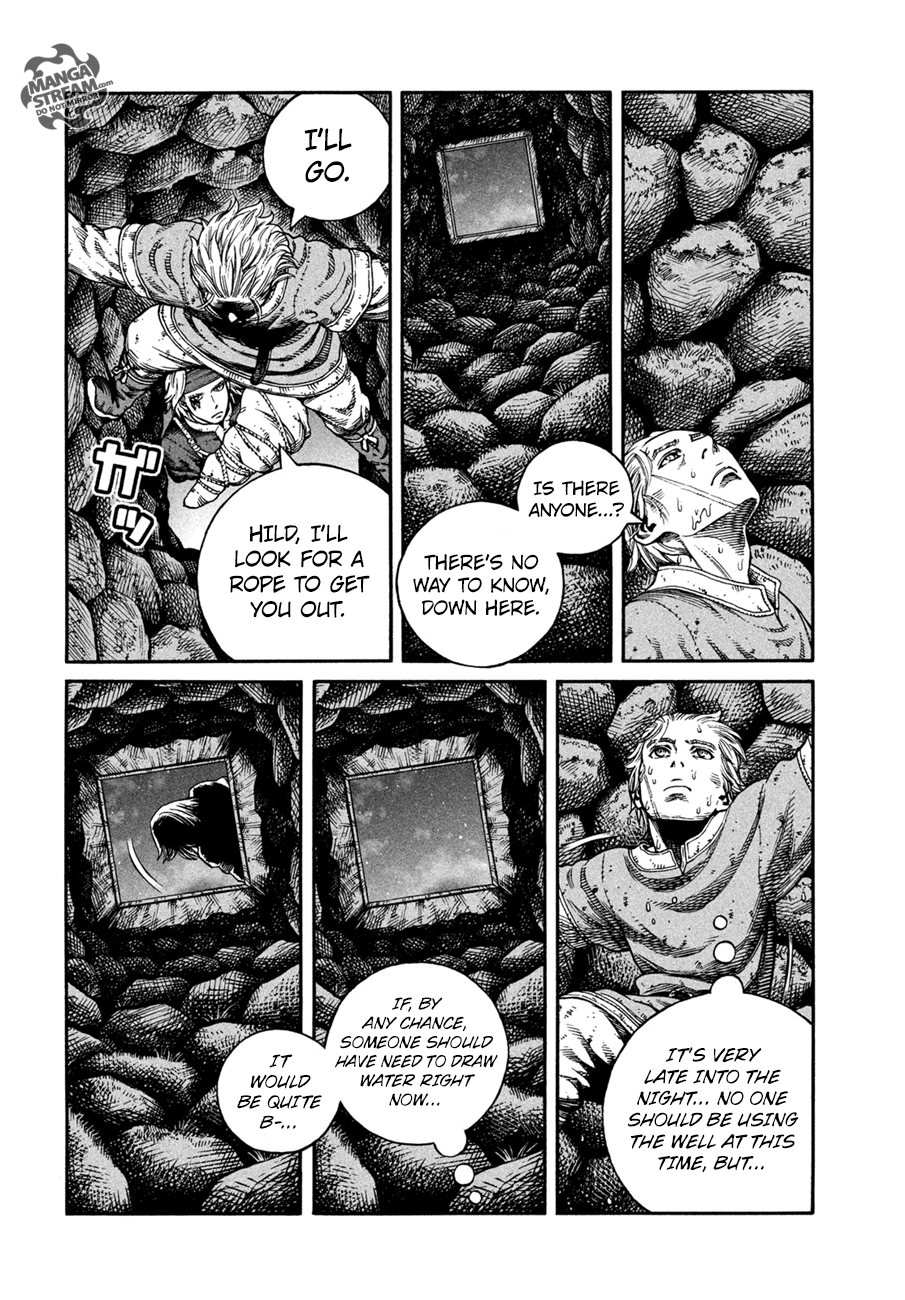 MANGA
STREAM.com
DO NOT MIRROR
IS THERE
ANYONE...?
THERE'S NO
WAY TO KNOW,
DOWN HERE.
I'LL
GO.
HILD, I'LL
LOOK FOR A
ROPE TO GET
YOU OUT.
ガッ
IT'S VERY
LATE INTO THE
NIGHT... NO ONE
SHOULD BE USING
THE WELL AT THIS
TIME, BUT...
IF, BY
ANY CHANCE,
SOMEONE SHOULD
HAVE NEED TO DRAW
WATER RIGHT
NOW...
IT
WOULD
BE QUITE
B-...